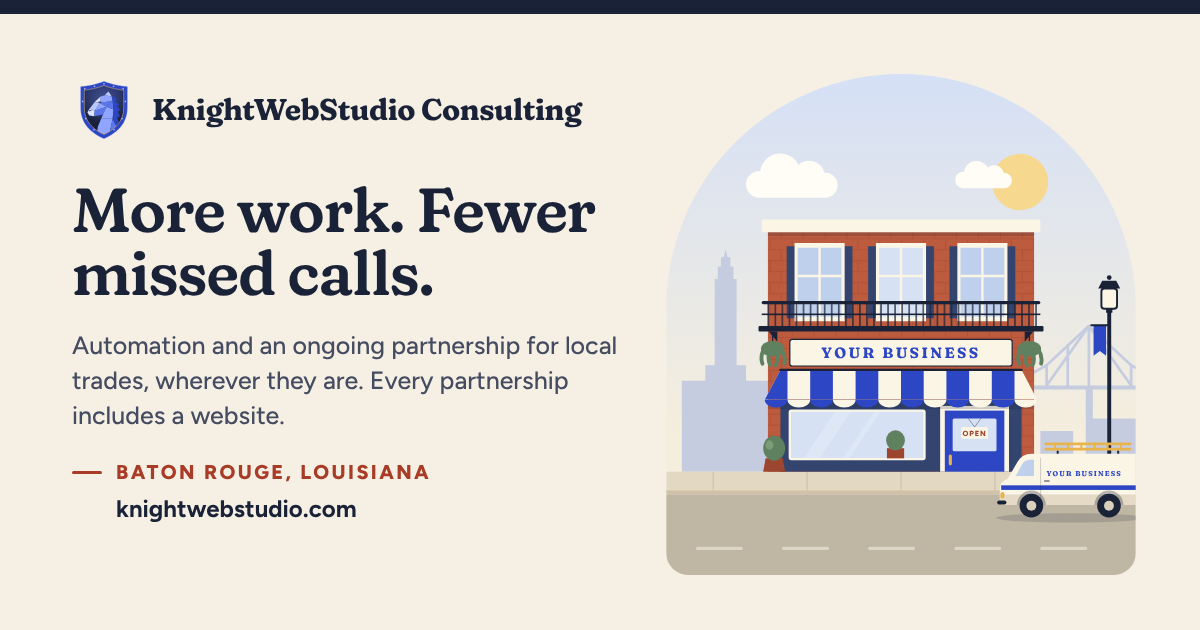 KnightWebStudio Consulting
More work. Fewer
missed calls.
Automation and an ongoing partnership for local
trades, wherever they are. Every partnership
includes a website.
BATON ROUGE, LOUISIANA
knightwebstudio.com
YOUR BUSINESS
OPEN
YOUR BUSINESS